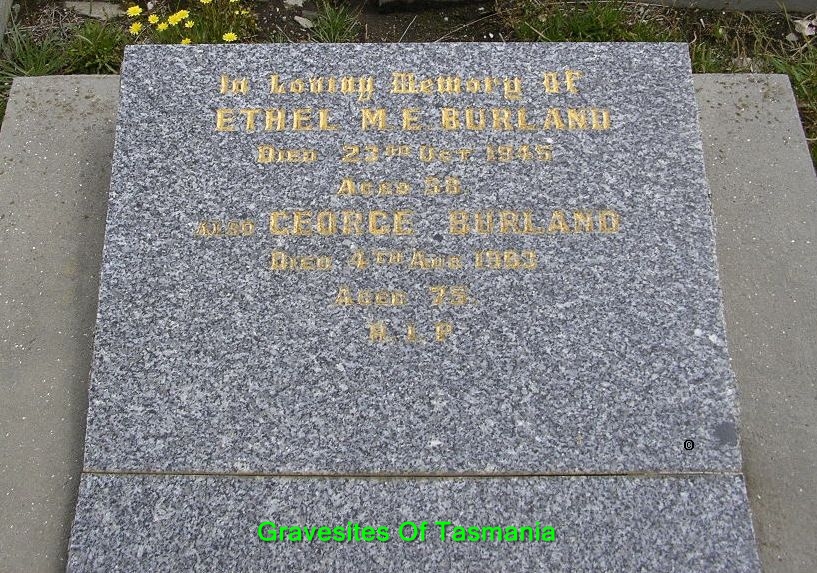 In Loving Memory Of
ETHEL M. E. BURLAND
DIED 23RD OCT 1945
AGED 58.
ALSO GEORGE BURLAND
DIED 4TH AUG 1953
AGED 75.
R. I. P.
©
Gravesites Of Tasmania